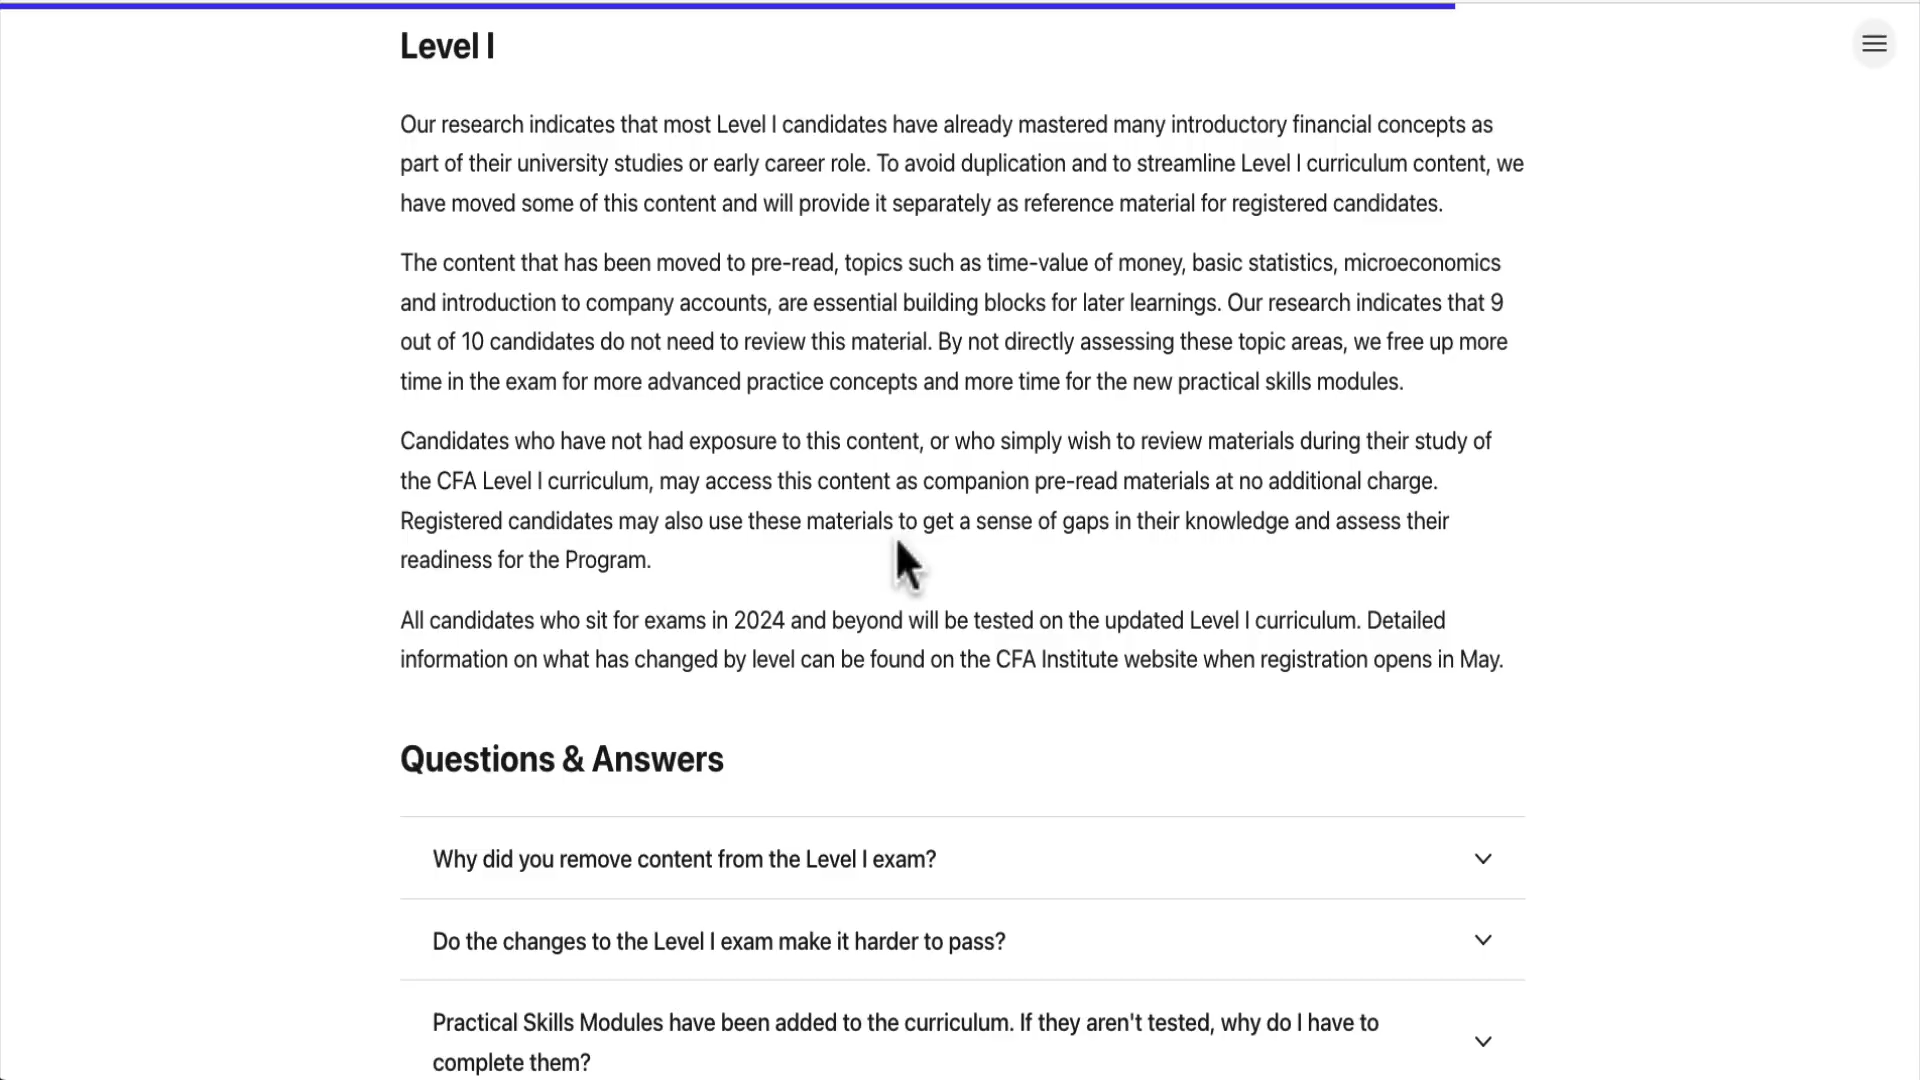 Level I
Our research indicates that most Level I candidates have already mastered many introductory financial concepts as
part of their university studies or early career role. To avoid duplication and to streamline Level I curriculum content, we
have moved some of this content and will provide it separately as reference material for registered candidates.
The content that has been moved to pre-read, topics such as time-value of money, basic statistics, microeconomics
and introduction to company accounts, are essential building blocks for later learnings. Our research indicates that 9
out of 10 candidates do not need to review this material. By not directly assessing these topic areas, we free up more
time in the exam for more advanced practice concepts and more time for the new practical skills modules.
Candidates who have not had exposure to this content, or who simply wish to review materials during their study of
the CFA Level I curriculum, may access this content as companion pre-read materials at no additional charge.
Registered candidates may also use these materials to get a sense of gaps in their knowledge and assess their
readiness for the Program.
All candidates who sit for exams in 2024 and beyond will be tested on the updated Level I curriculum. Detailed
information on what has changed by level can be found on the CFA Institute website when registration opens in May.
Questions & Answers
Why did you remove content from the Level I exam?
Do the changes to the Level I exam make it harder to pass?
Practical Skills Modules have been added to the curriculum. If they aren't tested, why do I have to
complete them?